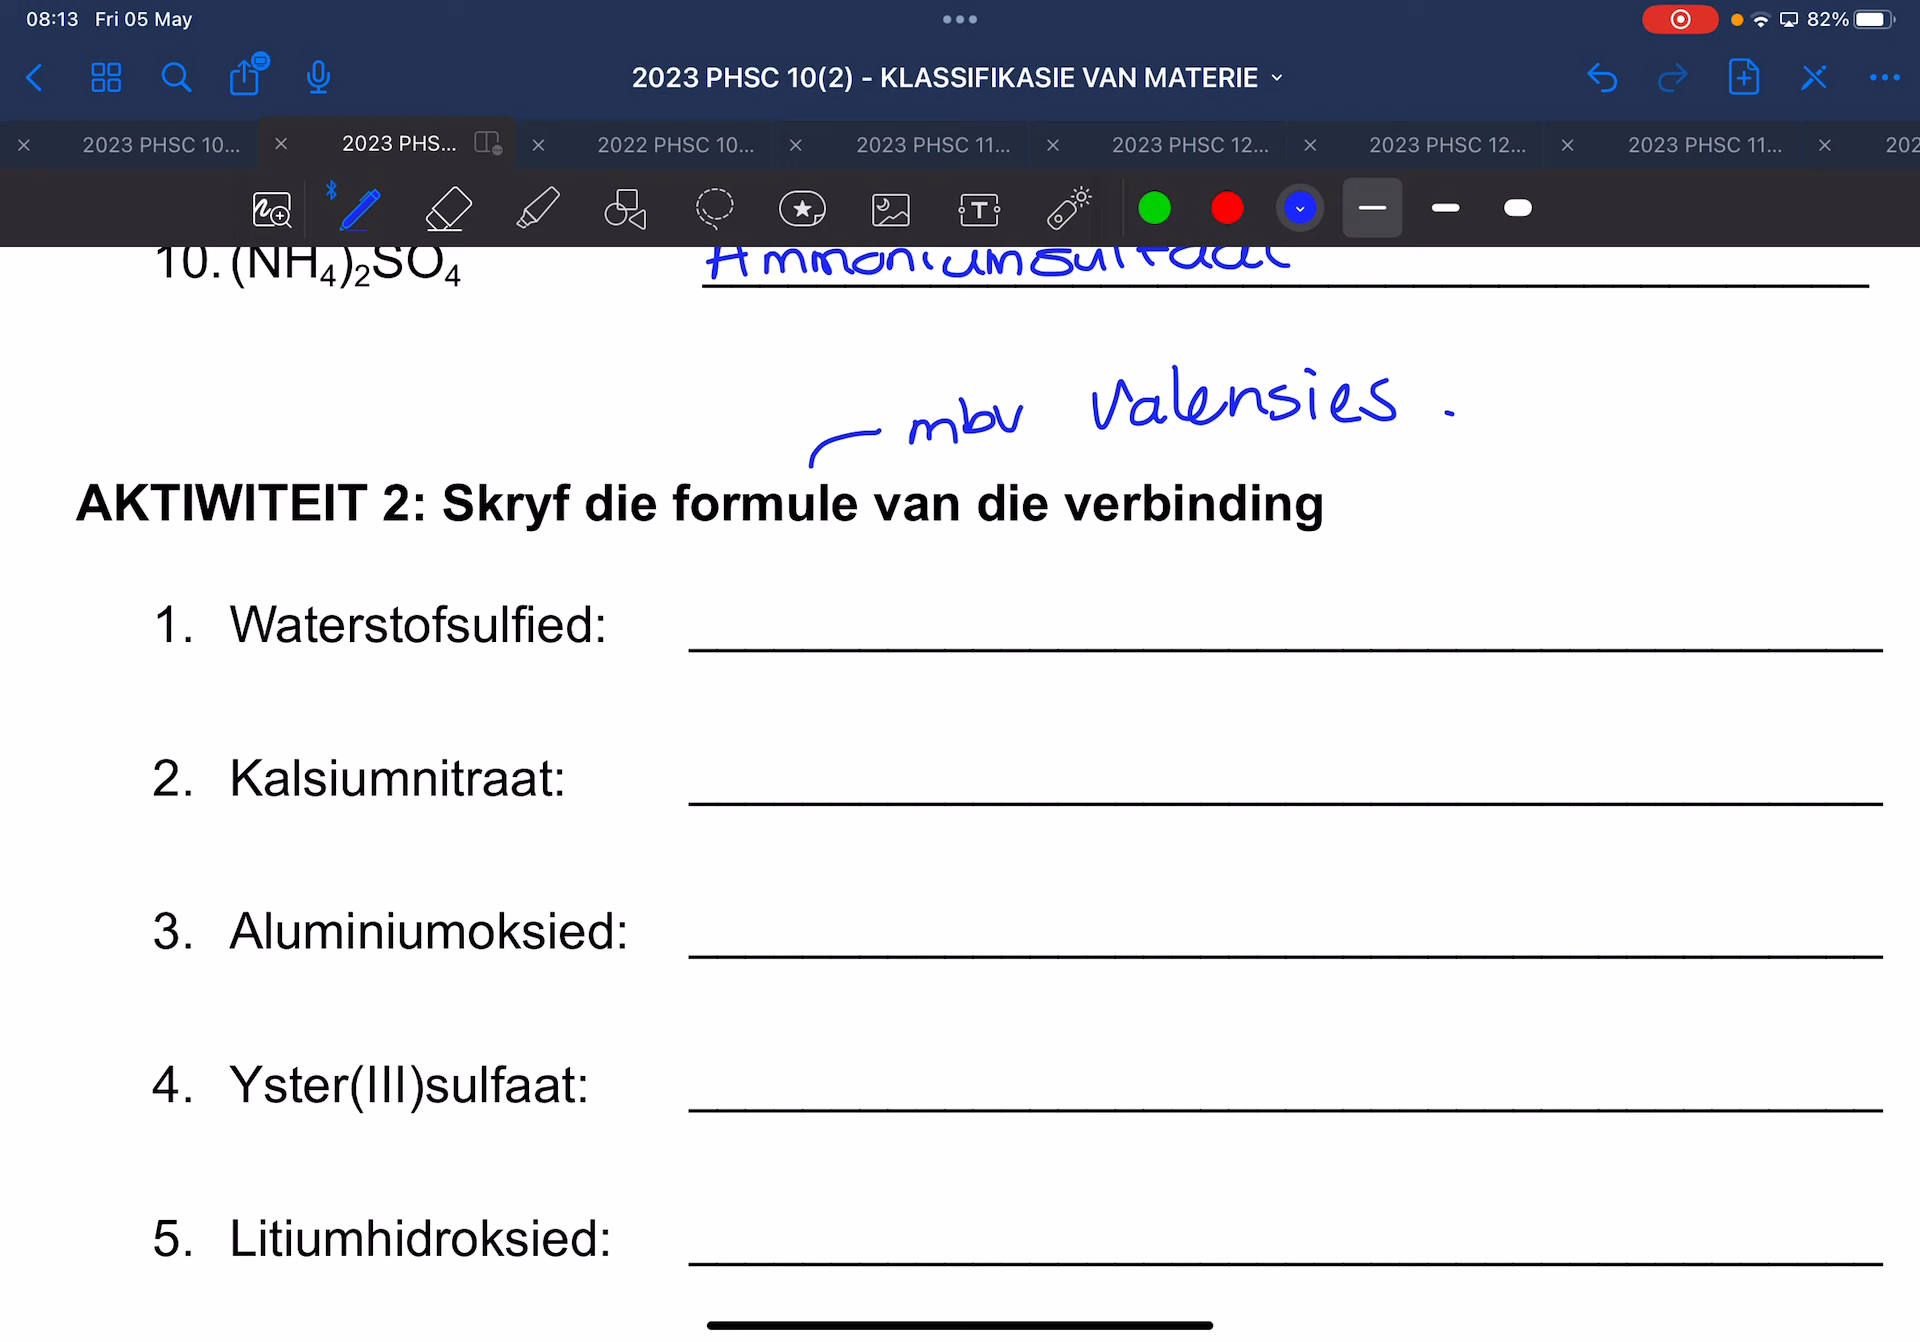 08:13 Fri 05 May
82%
2023 PHSC 10(2) - KLASSIFIKASIE VAN MATERIE
2023 PHSC 10... 2023 PHS... 2022 PHSC 10... 2023 PHSC 11... 2023 PHSC 12... 2023 PHSC 12... 2023 PHSC 11... 202
T
10. (NH₄)₂SO₄ Ammoniumsulfaat
mbv Valensies.
AKTIWITEIT 2: Skryf die formule van die verbinding
1. Waterstofsulfied:
2. Kalsiumnitraat:
3. Aluminiumoksied:
4. Yster(III)sulfaat:
5. Litiumhidroksied: